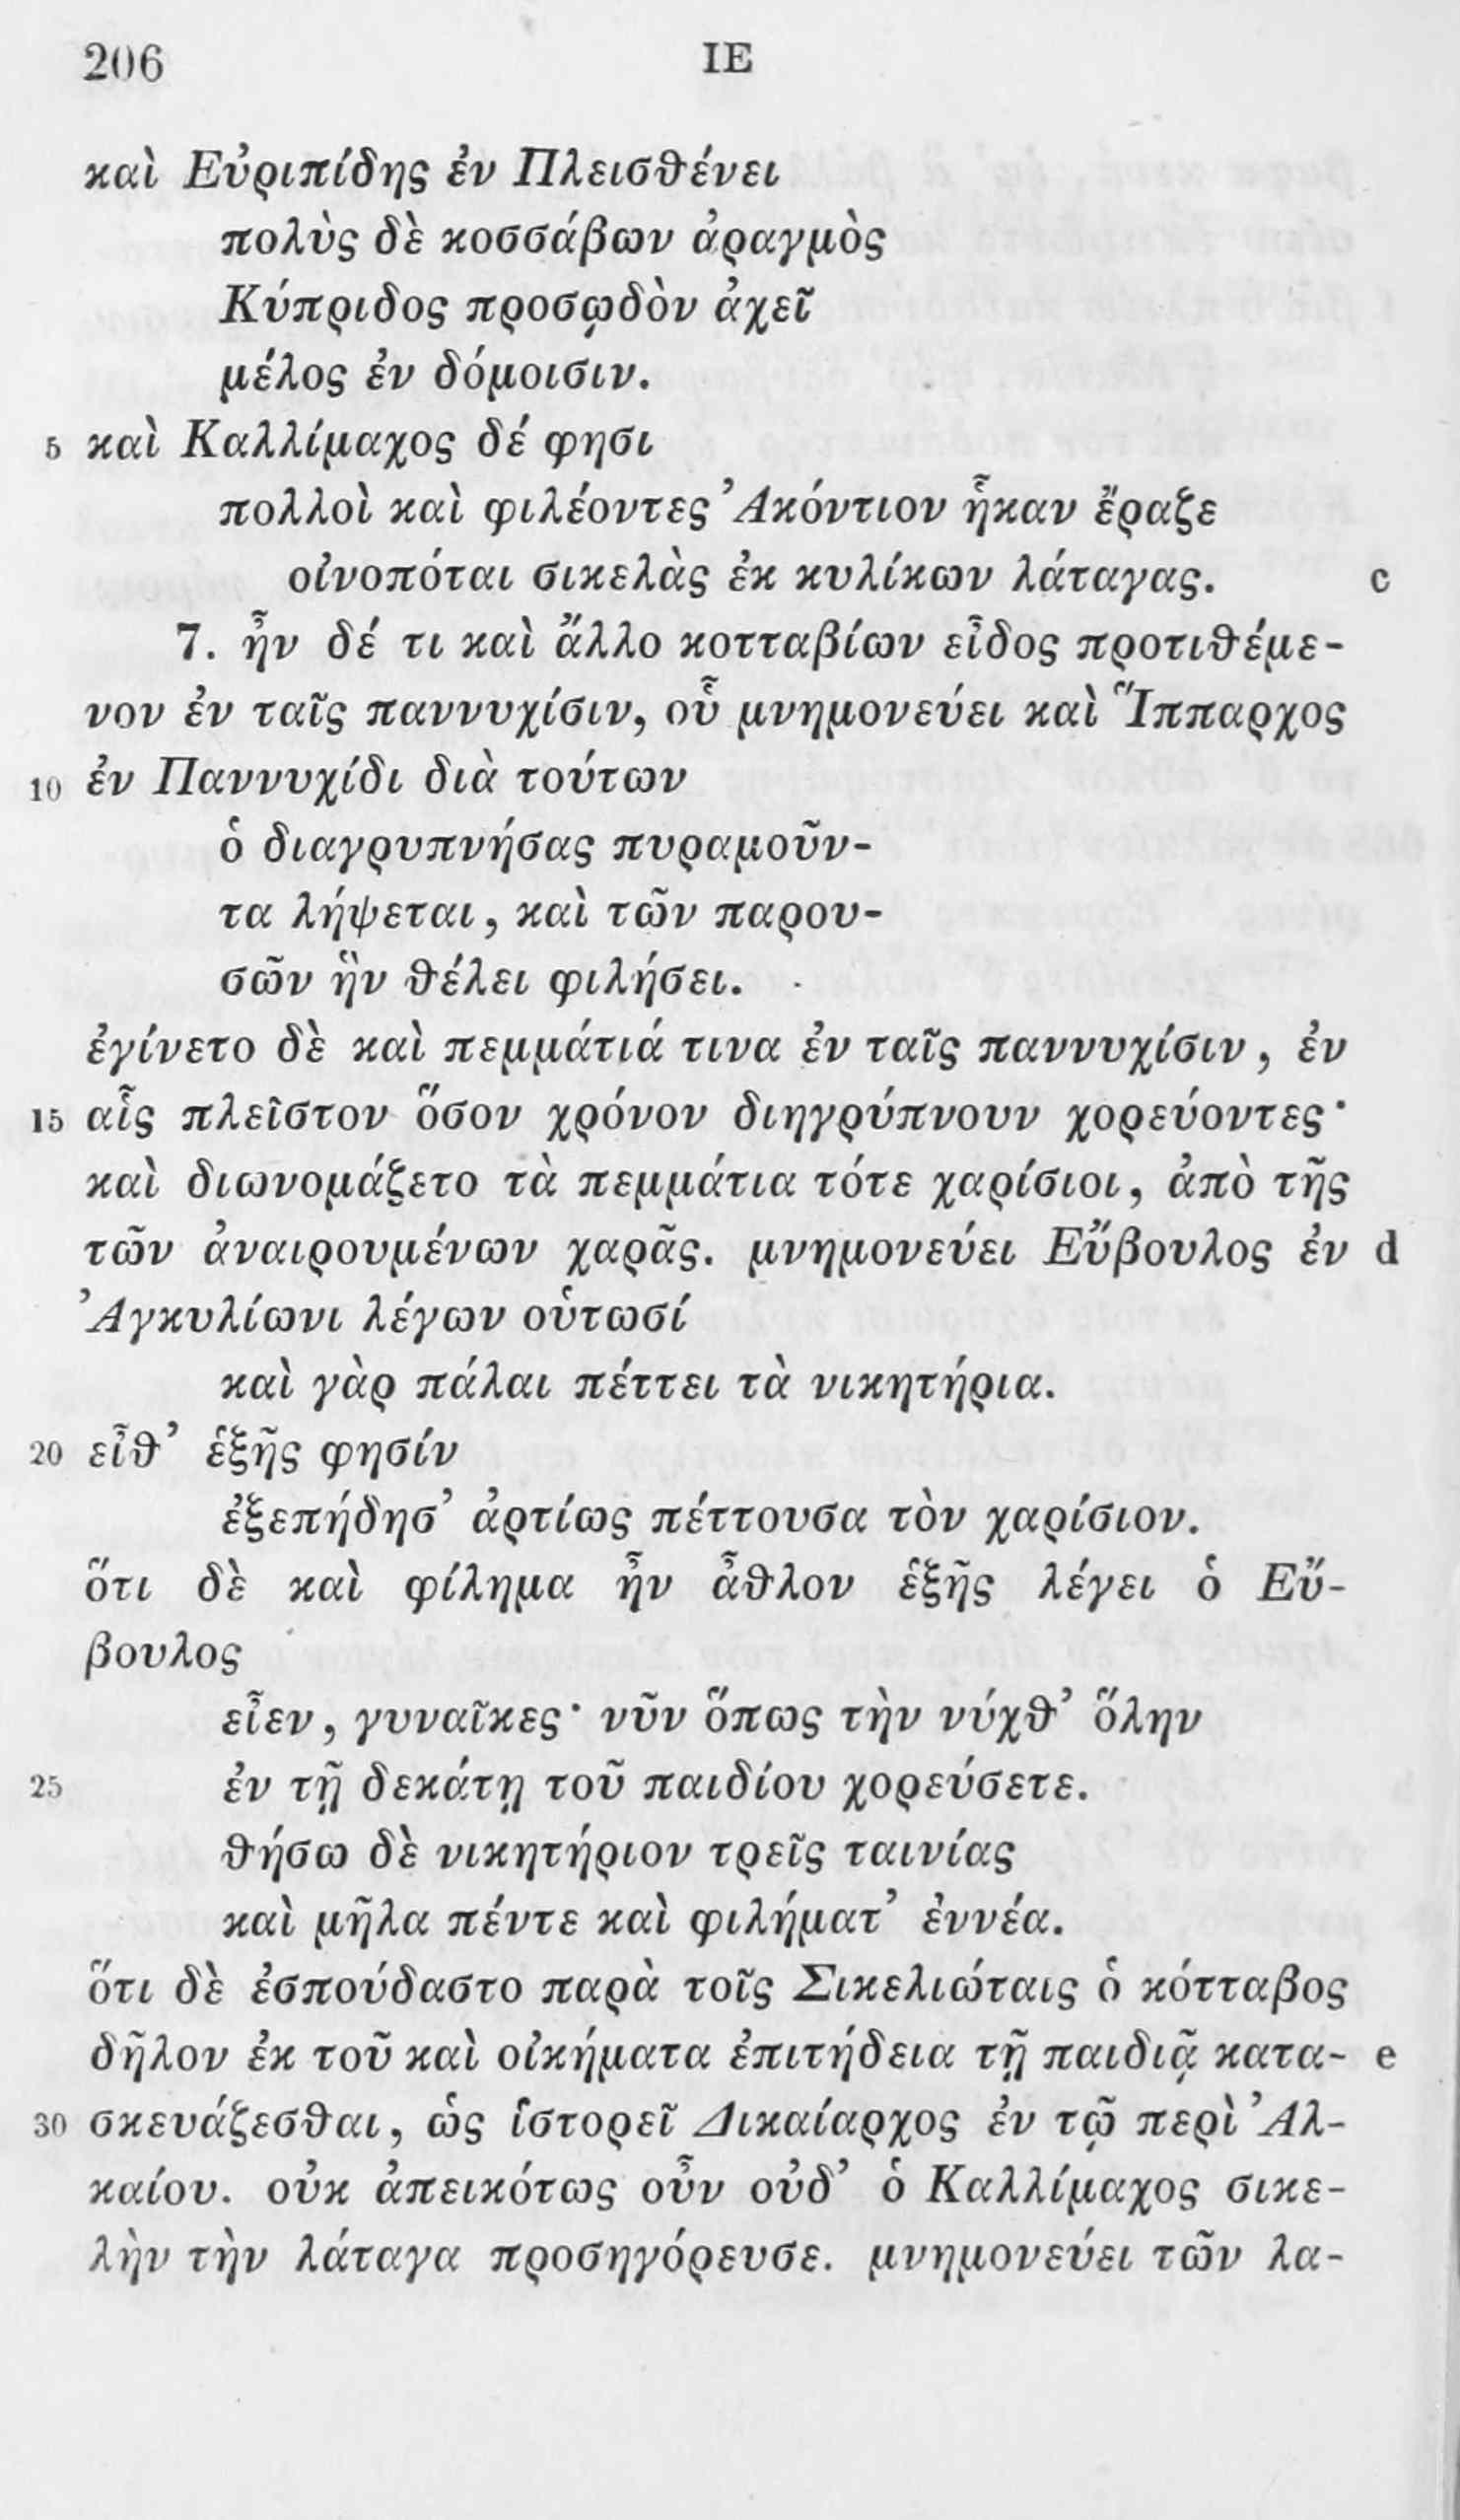 206 ΙΕ
καὶ Εὐριπίδης ἐν Πλεισθένει
πολὺς δὲ κοσσάβων ἀραγμὸς
Κύπριδος προσῳδὸν ἀχεῖ
μέλος ἐν δόμοισιν.
5 καὶ Καλλίμαχος δέ φησι
πολλοὶ καὶ φιλέοντες Ἀκόντιον ἧκαν ἔραζε
οἰνοπόται σικελὰς ἐκ κυλίκων λάταγας. c
7. ἦν δέ τι καὶ ἄλλο κοτταβίων εἶδος προτιθέμε-
νον ἐν ταῖς παννυχίσιν, οὗ μνημονεύει καὶ Ἵππαρχος
10 ἐν Παννυχίδι διὰ τούτων
ὁ διαγρυπνήσας πυραμοῦν-
τα λήψεται, καὶ τῶν παρου-
σῶν ἣν θέλει φιλήσει.
ἐγίνετο δὲ καὶ πεμμάτιά τινα ἐν ταῖς παννυχίσιν, ἐν
15 αἷς πλεῖστον ὅσον χρόνον διηγρύπνουν χορεύοντες·
καὶ διωνομάζετο τὰ πεμμάτια τότε χαρίσιοι, ἀπὸ τῆς
τῶν ἀναιρουμένων χαρᾶς. μνημονεύει Εὔβουλος ἐν d
Ἀγκυλίωνι λέγων οὑτωσί
καὶ γὰρ πάλαι πέττει τὰ νικητήρια.
20 εἶθ’ ἑξῆς φησίν
ἐξεπήδησ’ ἀρτίως πέττουσα τὸν χαρίσιον.
ὅτι δὲ καὶ φίλημα ἦν ἆθλον ἑξῆς λέγει ὁ Εὔ-
βουλος
εἶεν, γυναῖκες· νῦν ὅπως τὴν νύχθ’ ὅλην
25 ἐν τῇ δεκάτῃ τοῦ παιδίου χορεύσετε.
θήσω δὲ νικητήριον τρεῖς ταινίας
καὶ μῆλα πέντε καὶ φιλήματ’ ἐννέα.
ὅτι δὲ ἐσπούδαστο παρὰ τοῖς Σικελιώταις ὁ κότταβος
δῆλον ἐκ τοῦ καὶ οἰκήματα ἐπιτήδεια τῇ παιδιᾷ κατα- e
30 σκευάζεσθαι, ὡς ἱστορεῖ Δικαίαρχος ἐν τῷ περὶ Ἀλ-
καίου. οὐκ ἀπεικότως οὖν οὐδ’ ὁ Καλλίμαχος σικε-
λὴν τὴν λάταγα προσηγόρευσε. μνημονεύει τῶν λα-